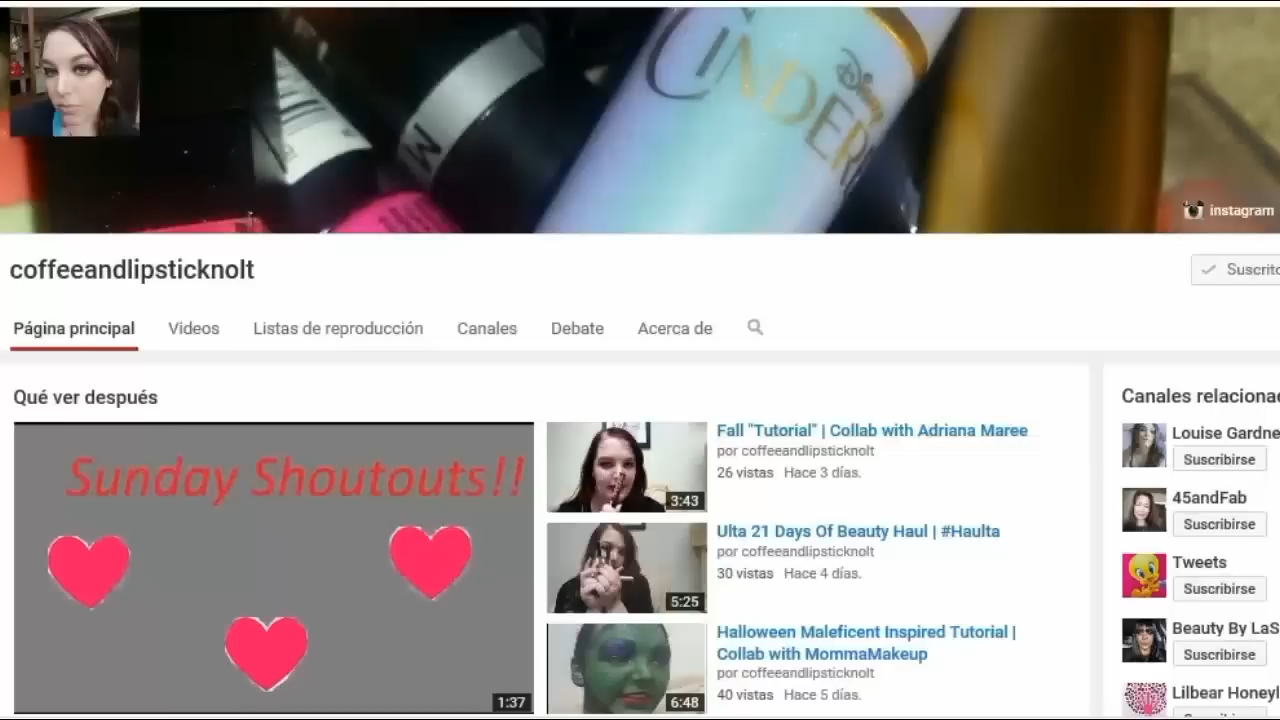 CINDER
Disney
M
instagram
coffeeandlipsticknolt
Suscrito
Página principal
Videos
Listas de reproducción
Canales
Debate
Acerca de
Qué ver después
Sunday Shoutouts!!
1:37
3:43
Fall "Tutorial" | Collab with Adriana Maree
por coffeeandlipsticknolt
26 vistas Hace 3 días.
5:25
Ulta 21 Days Of Beauty Haul | #Haulta
por coffeeandlipsticknolt
30 vistas Hace 4 días.
6:48
Halloween Maleficent Inspired Tutorial |
Collab with MommaMakeup
por coffeeandlipsticknolt
40 vistas Hace 5 días.
Canales relaciona
Louise Gardne
Suscribirse
45andFab
Suscribirse
Tweets
Suscribirse
Beauty By LaS
Suscribirse
Lilbear Honeyl